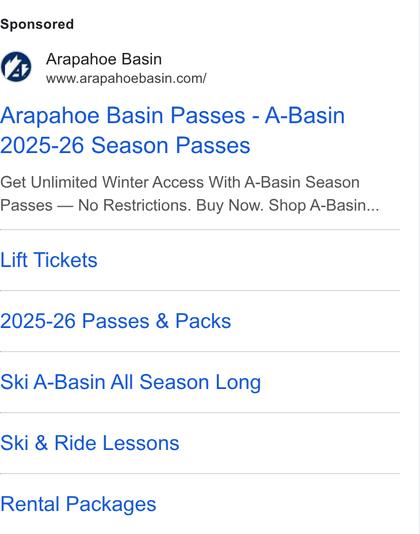 Sponsored
Arapahoe Basin
www.arapahoebasin.com/
Arapahoe Basin Passes - A-Basin
2025-26 Season Passes
Get Unlimited Winter Access With A-Basin Season
Passes — No Restrictions. Buy Now. Shop A-Basin...
Lift Tickets
2025-26 Passes & Packs
Ski A-Basin All Season Long
Ski & Ride Lessons
Rental Packages